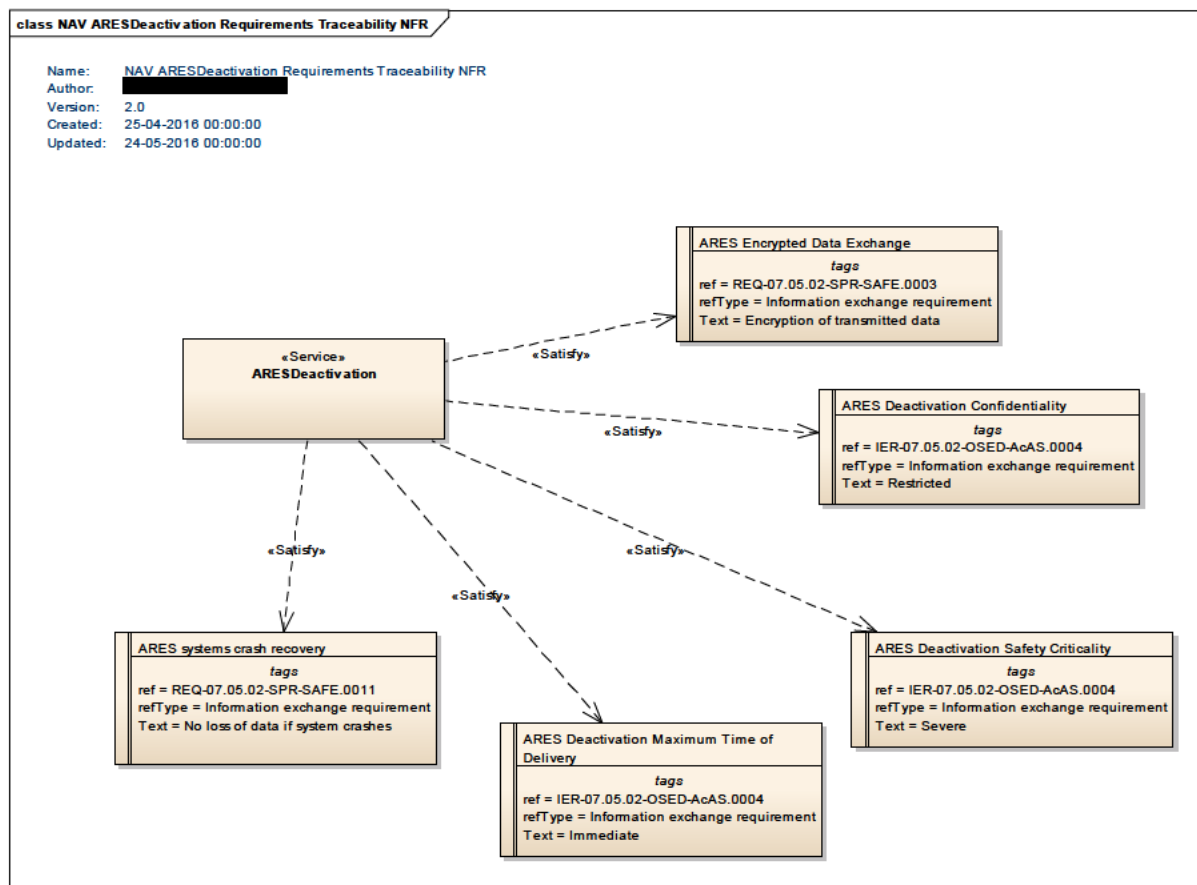 class NAV ARESDeactivation Requirements Traceability NFR
Name: NAV ARESDeactivation Requirements Traceability NFR
Author:
Version: 2.0
Created: 25-04-2016 00:00:00
Updated: 24-05-2016 00:00:00
ARES Encrypted Data Exchange
tags
ref = REQ-07.05.02-SPR-SAFE.0003
refType = Information exchange requirement
Text = Encryption of transmitted data
«Service»
ARESDeactivation
«Satisfy»
ARES Deactivation Confidentiality
tags
ref = IER-07.05.02-OSED-AcAS.0004
refType = Information exchange requirement
Text = Restricted
«Satisfy»
«Satisfy»
«Satisfy»
«Satisfy»
ARES systems crash recovery
tags
ref = REQ-07.05.02-SPR-SAFE.0011
refType = Information exchange requirement
Text = No loss of data if system crashes
ARES Deactivation Safety Criticality
tags
ref = IER-07.05.02-OSED-AcAS.0004
refType = Information exchange requirement
Text = Severe
ARES Deactivation Maximum Time of
Delivery
tags
ref = IER-07.05.02-OSED-AcAS.0004
refType = Information exchange requirement
Text = Immediate